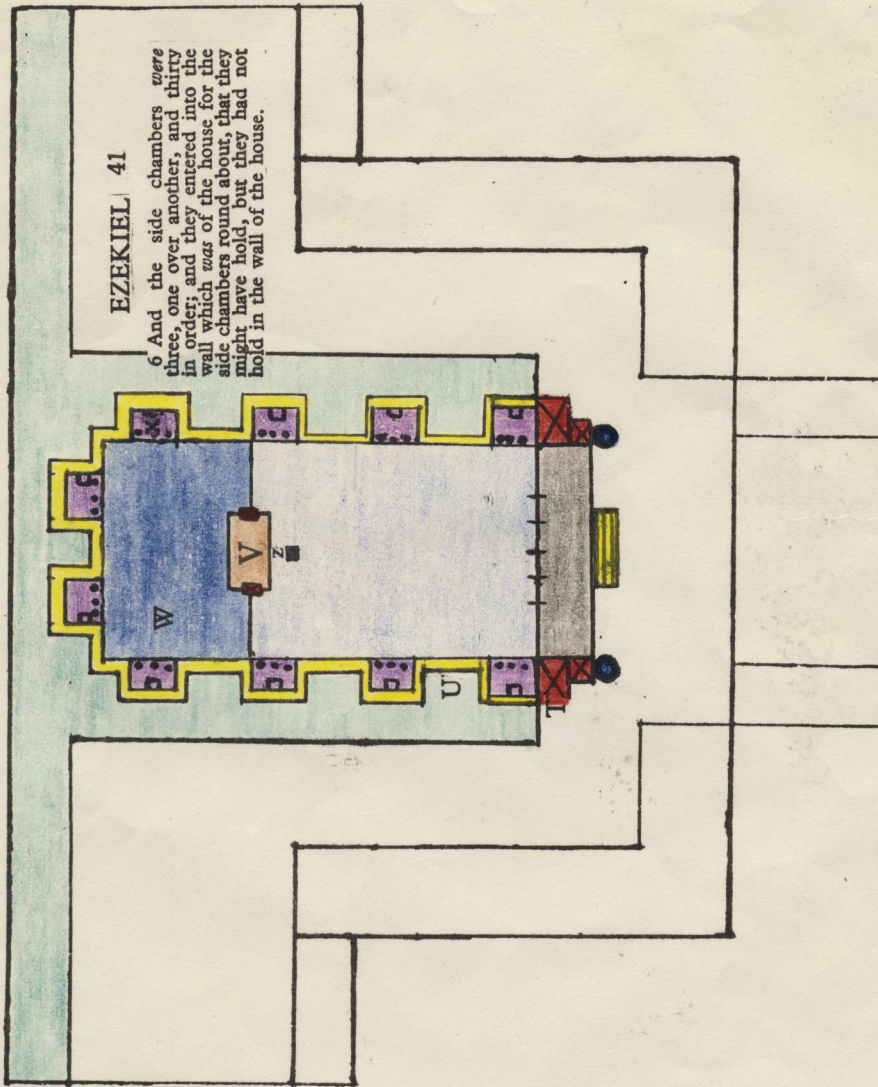 EZEKIEL 41
6 And the side chambers were
three, one over another, and thirty
in order; and they entered into the
wall which was of the house for the
side chambers round about, that they
might have hold, but they had not
hold in the wall of the house.
W
V
Z
U
T